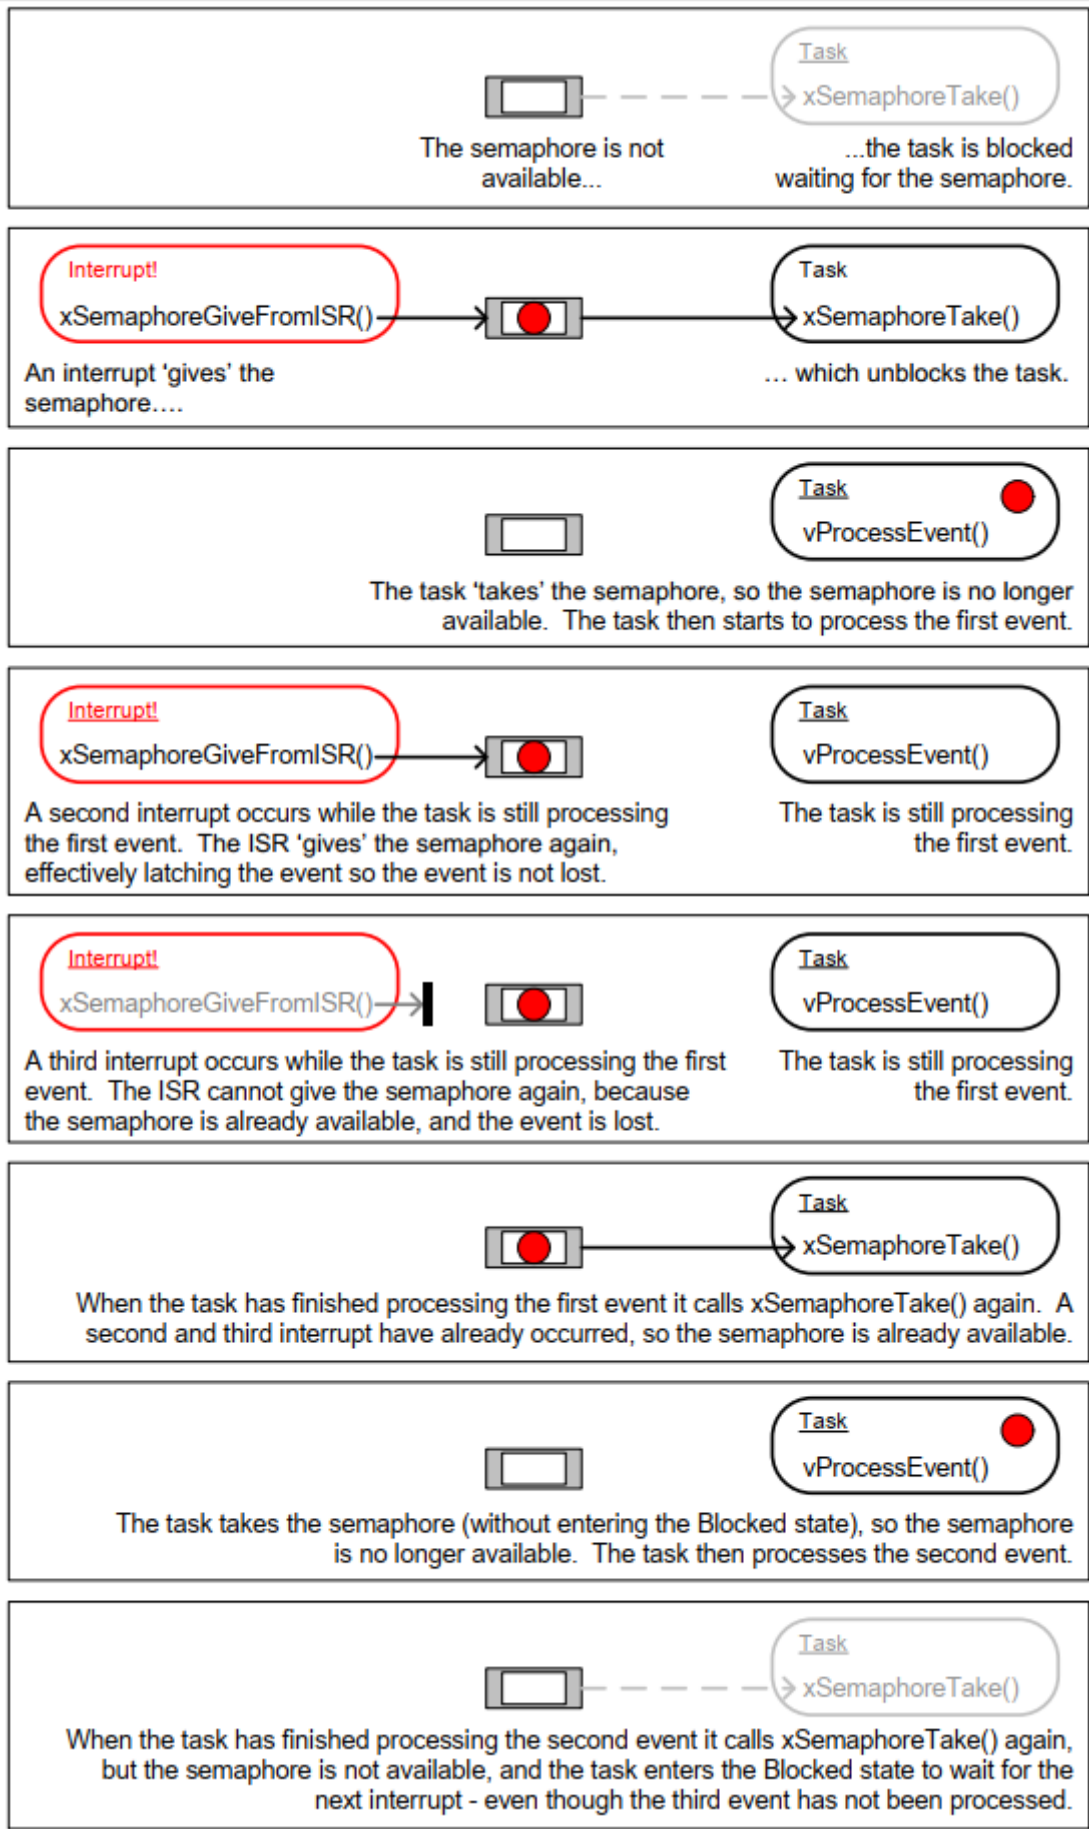 Task
xSemaphoreTake()
The semaphore is not
available...
...the task is blocked
waiting for the semaphore.
Interrupt!
xSemaphoreGiveFromISR()
Task
xSemaphoreTake()
An interrupt ‘gives’ the
semaphore….
… which unblocks the task.
Task
vProcessEvent()
The task ‘takes’ the semaphore, so the semaphore is no longer
available.  The task then starts to process the first event.
Interrupt!
xSemaphoreGiveFromISR()
Task
vProcessEvent()
A second interrupt occurs while the task is still processing
the first event.  The ISR ‘gives’ the semaphore again,
effectively latching the event so the event is not lost.
The task is still processing
the first event.
Interrupt!
xSemaphoreGiveFromISR()
Task
vProcessEvent()
A third interrupt occurs while the task is still processing the first
event.  The ISR cannot give the semaphore again, because
the semaphore is already available, and the event is lost.
The task is still processing
the first event.
Task
xSemaphoreTake()
When the task has finished processing the first event it calls xSemaphoreTake() again.  A
second and third interrupt have already occurred, so the semaphore is already available.
Task
vProcessEvent()
The task takes the semaphore (without entering the Blocked state), so the semaphore
is no longer available.  The task then processes the second event.
Task
xSemaphoreTake()
When the task has finished processing the second event it calls xSemaphoreTake() again,
but the semaphore is not available, and the task enters the Blocked state to wait for the
next interrupt - even though the third event has not been processed.